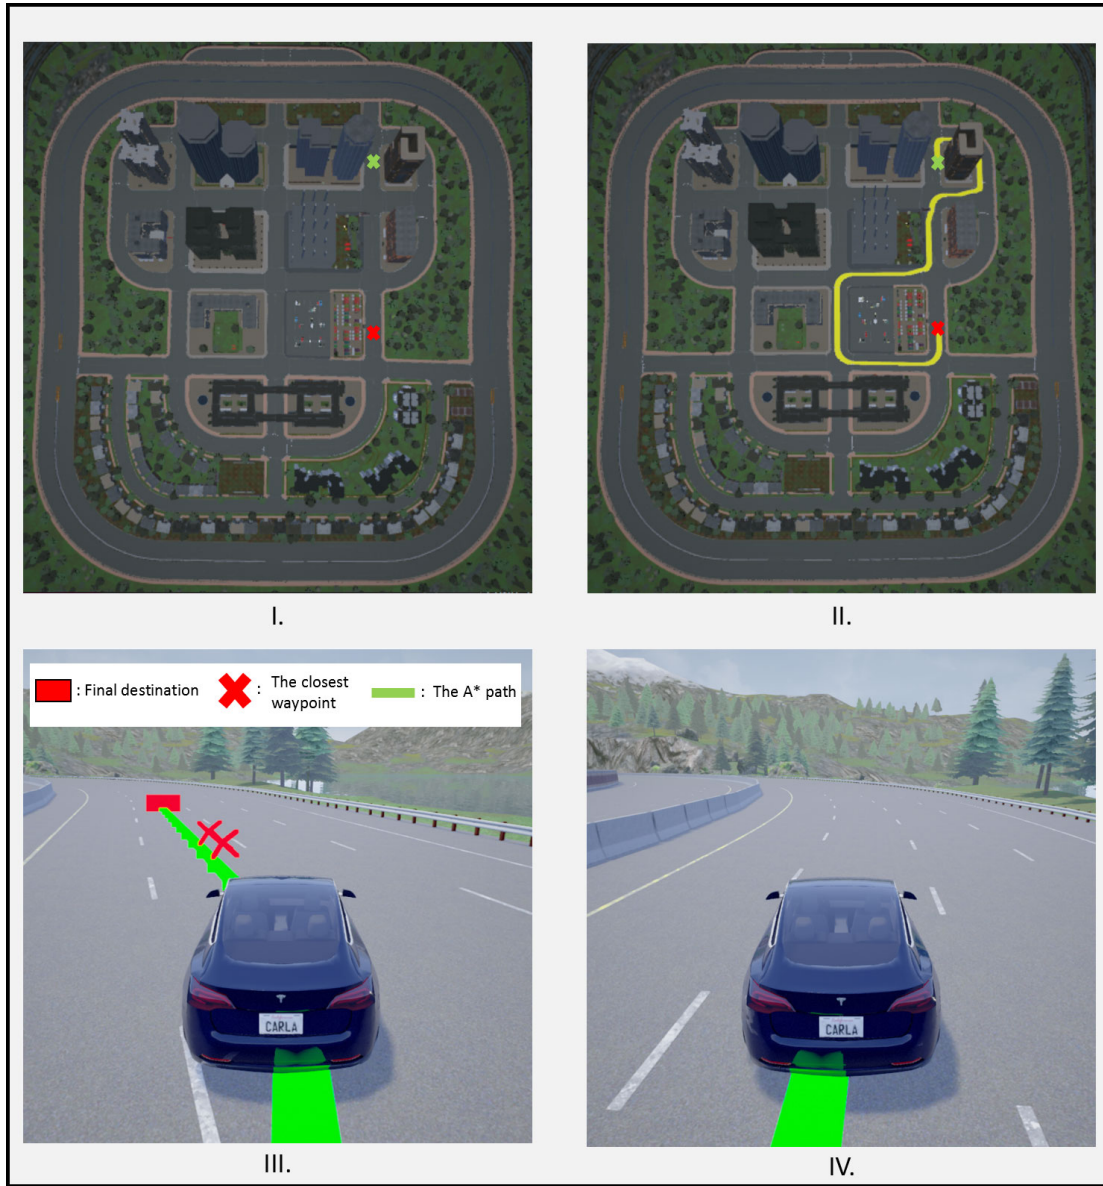 I.
II.
: Final destination
: The closest
waypoint
: The A* path
CARLA
CARLA
III.
IV.